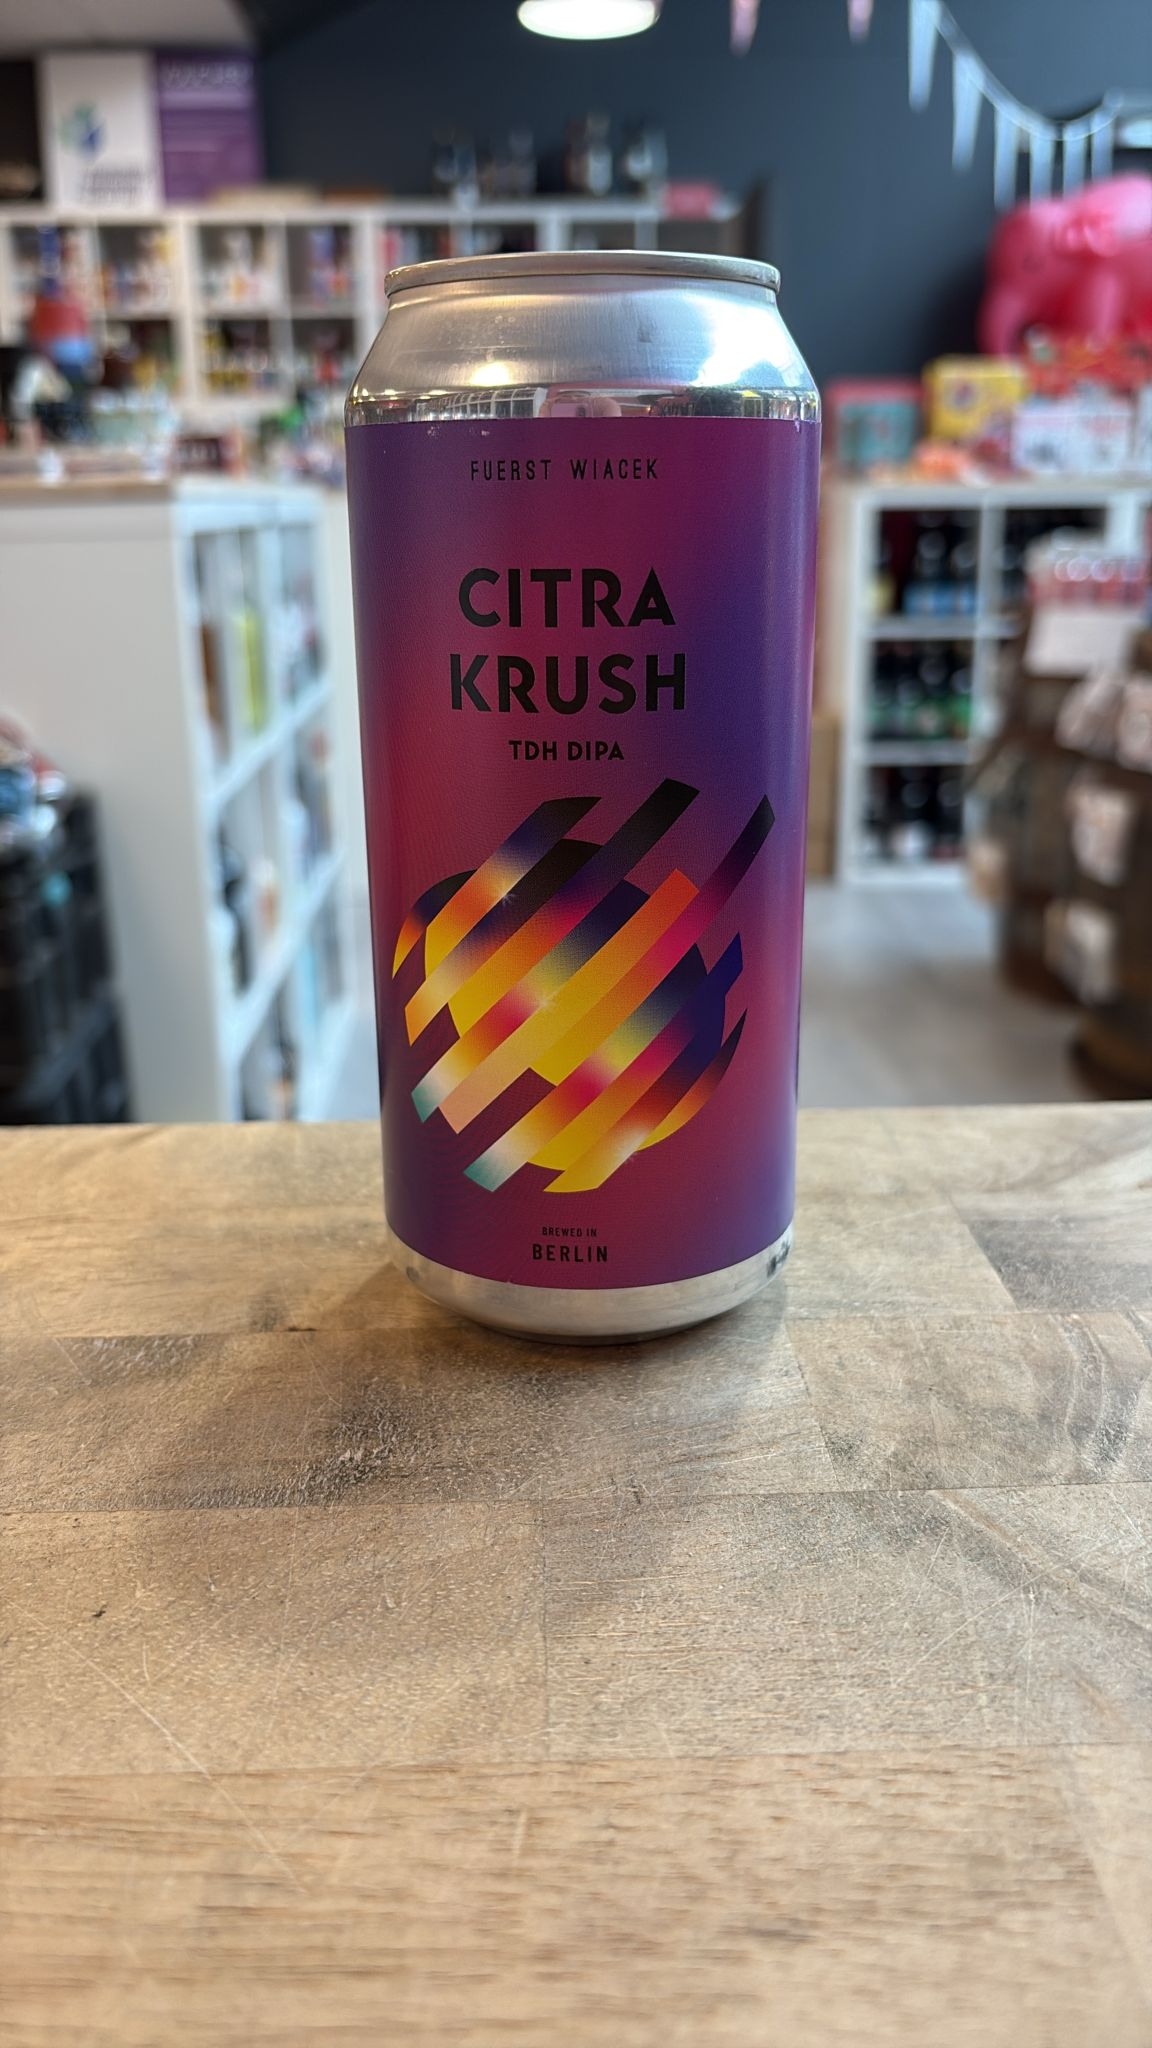 FUERST WIACEK
CITRA
KRUSH
TDH DIPA
BREWED IN
BERLIN